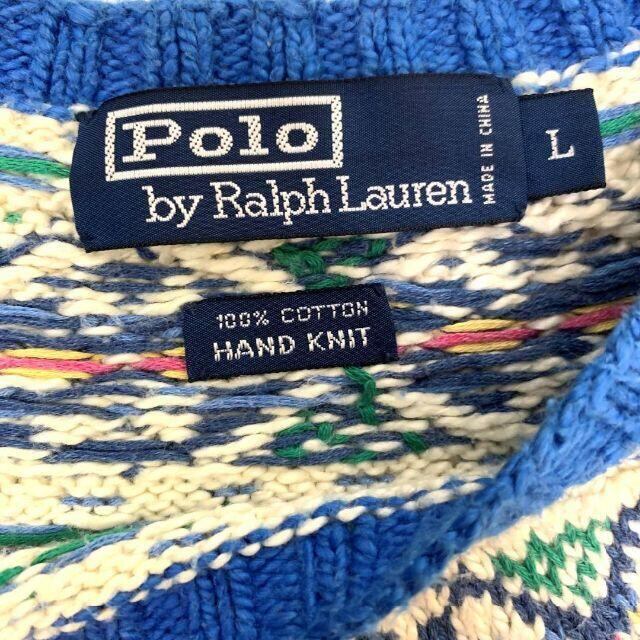 Polo
by Ralph Lauren
MADE IN CHINA
L
100% COTTON
HAND KNIT